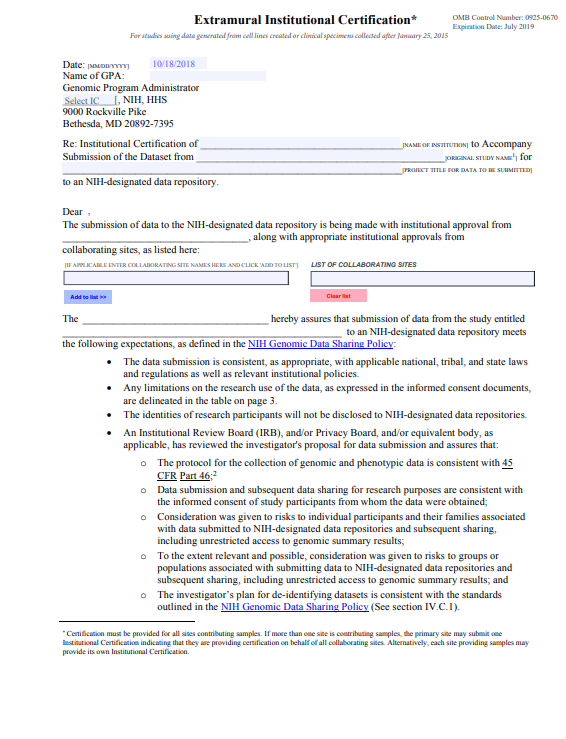 Extramural Institutional Certification*
OMB Control Number: 0925-0670
Expiration Date: July 2019
For studies using data generated from cell lines created or clinical specimens collected after January 25, 2015
Date: [MM/DD/YYYY] 10/18/2018
Name of GPA:
Genomic Program Administrator
Select IC [, NIH, HHS
9000 Rockville Pike
Bethesda, MD 20892-7395
Re: Institutional Certification of [NAME OF INSTITUTION] to Accompany
Submission of the Dataset from [ORIGINAL STUDY NAME1] for
[PROJECT TITLE FOR DATA TO BE SUBMITTED]
to an NIH-designated data repository.
Dear ,
The submission of data to the NIH-designated data repository is being made with institutional approval from
, along with appropriate institutional approvals from
collaborating sites, as listed here:
[IF APPLICABLE ENTER COLLABORATING SITE NAMES HERE AND CLICK 'ADD TO LIST'] LIST OF COLLABORATING SITES
Add to list >> Clear list
The hereby assures that submission of data from the study entitled
to an NIH-designated data repository meets
the following expectations, as defined in the NIH Genomic Data Sharing Policy:
• The data submission is consistent, as appropriate, with applicable national, tribal, and state laws
and regulations as well as relevant institutional policies.
• Any limitations on the research use of the data, as expressed in the informed consent documents,
are delineated in the table on page 3.
• The identities of research participants will not be disclosed to NIH-designated data repositories.
• An Institutional Review Board (IRB), and/or Privacy Board, and/or equivalent body, as
applicable, has reviewed the investigator's proposal for data submission and assures that:
o The protocol for the collection of genomic and phenotypic data is consistent with 45
CFR Part 46;2
o Data submission and subsequent data sharing for research purposes are consistent with
the informed consent of study participants from whom the data were obtained;
o Consideration was given to risks to individual participants and their families associated
with data submitted to NIH-designated data repositories and subsequent sharing,
including unrestricted access to genomic summary results;
o To the extent relevant and possible, consideration was given to risks to groups or
populations associated with submitting data to NIH-designated data repositories and
subsequent sharing, including unrestricted access to genomic summary results; and
o The investigator's plan for de-identifying datasets is consistent with the standards
outlined in the NIH Genomic Data Sharing Policy (See section IV.C.1).
* Certification must be provided for all sites contributing samples. If more than one site is contributing samples, the primary site may submit one
Institutional Certification indicating that they are providing certification on behalf of all collaborating sites. Alternatively, each site providing samples may
provide its own Institutional Certification.